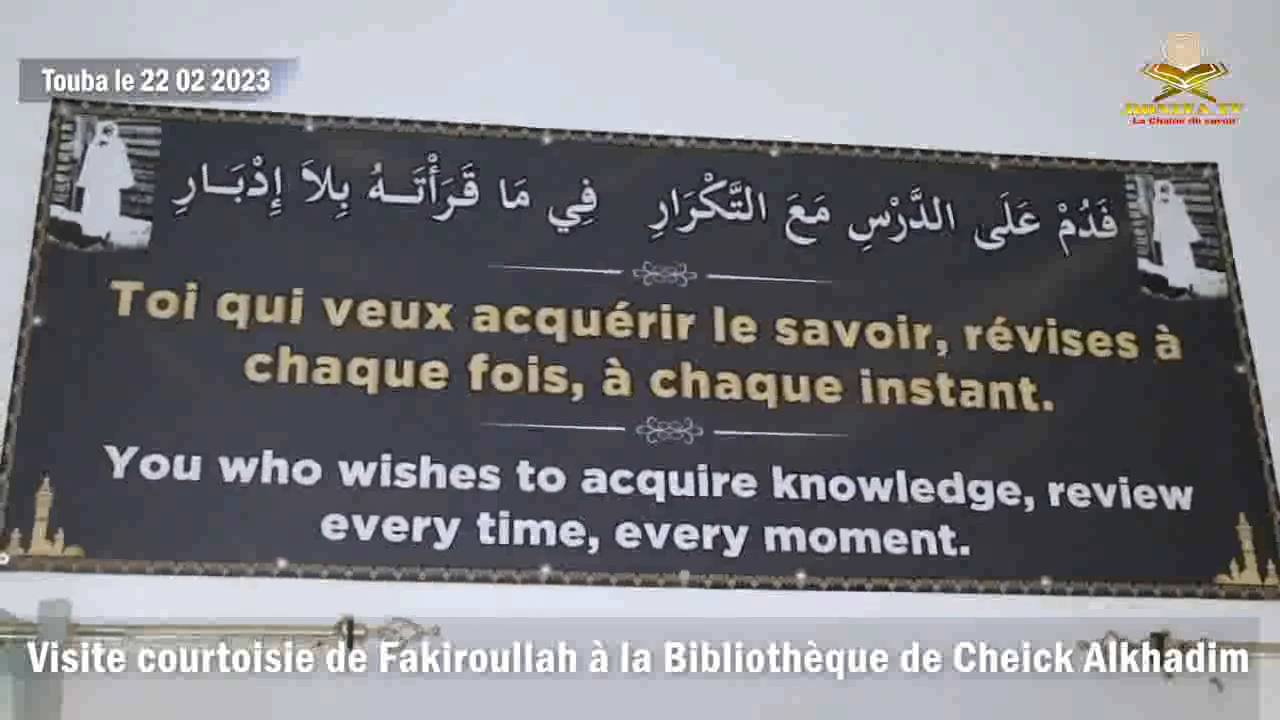 Touba le 22 02 2023
La Chaine du savoir
فَدُمْ عَلَى الدَّرْسِ مَعَ التَّكْرَارِ فِي مَا قَرَأْتَـهُ بِلاَ إِدْبَـارِ
Toi qui veux acquérir le savoir, révises à
chaque fois, à chaque instant.
You who wishes to acquire knowledge, review
every time, every moment.
Visite courtoisie de Fakiroullah à la Bibliothèque de Cheick Alkhadim